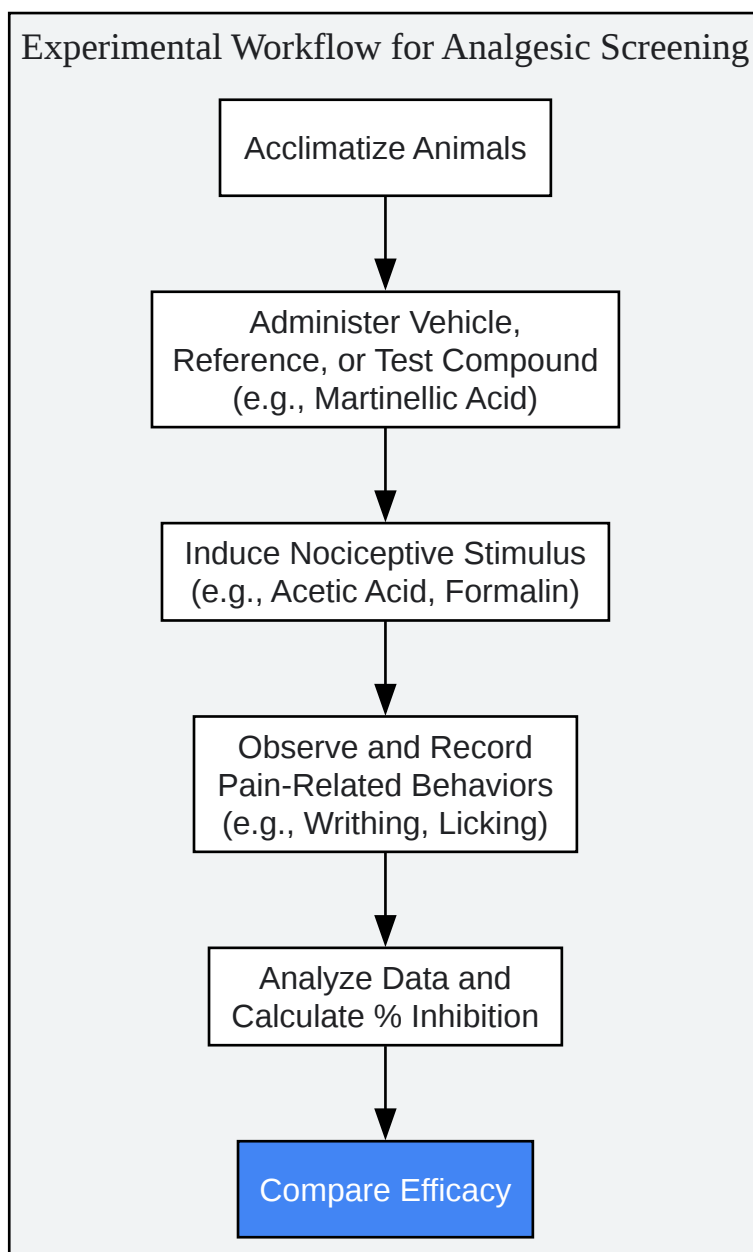 Experimental Workflow for Analgesic Screening
Acclimatize Animals
Administer Vehicle,
Reference, or Test Compound
(e.g., Martinellic Acid)
Induce Nociceptive Stimulus
(e.g., Acetic Acid, Formalin)
Observe and Record
Pain-Related Behaviors
(e.g., Writhing, Licking)
Analyze Data and
Calculate % Inhibition
Compare Efficacy